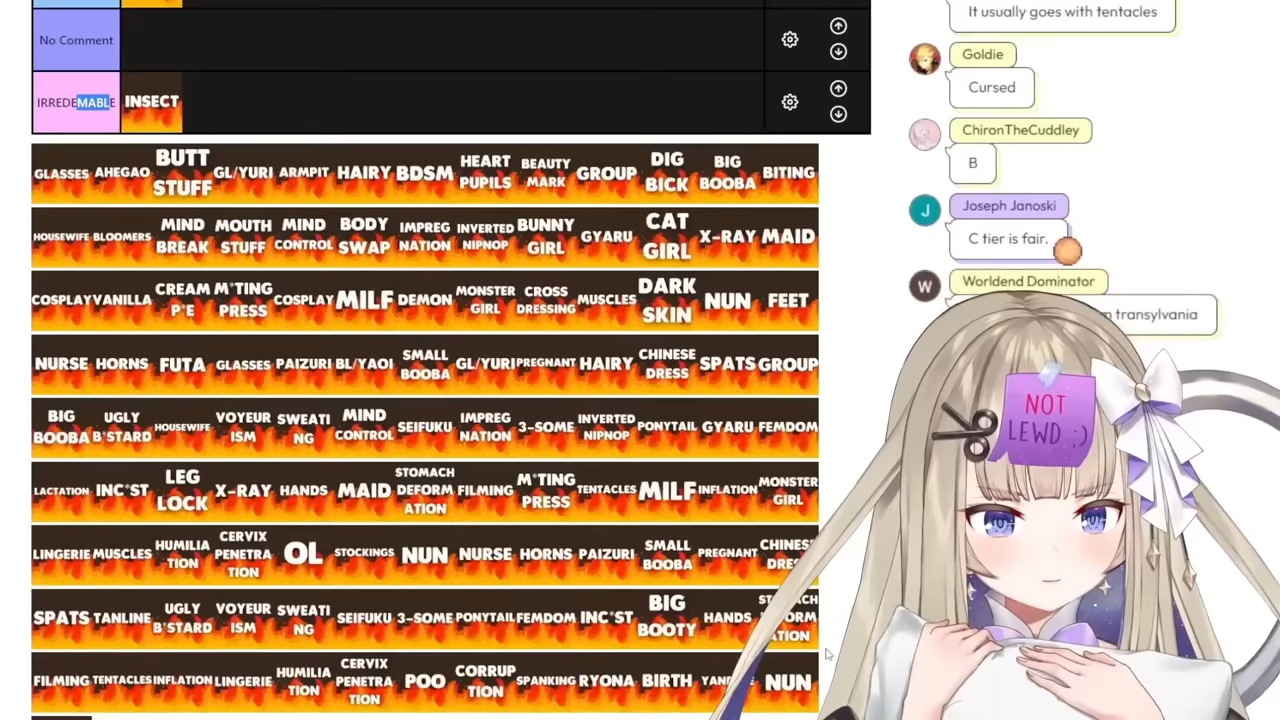 No Comment
IRREDEMABLE
INSECT
GLASSES AHEGAO BUTT STUFF GL/YURI ARMPIT HAIRY BDSM HEART PUPILS BEAUTY MARK GROUP DIG BICK BIG BOOBA BITING
HOUSEWIFE BLOOMERS MIND BREAK MOUTH STUFF MIND CONTROL BODY SWAP IMPREG NATION INVERTED NIPNOP BUNNY GIRL GYARU CAT GIRL X-RAY MAID
COSPLAY VANILLA CREAM P*E M*TING PRESS COSPLAY MILF DEMON MONSTER GIRL CROSS DRESSING MUSCLES DARK SKIN NUN FEET
NURSE HORNS FUTA GLASSES PAIZURI BL/YAOI SMALL BOOBA GL/YURI PREGNANT HAIRY CHINESE DRESS SPATS GROUP
BIG BOOBA UGLY B*STARD HOUSEWIFE VOYEUR ISM SWEATI NG MIND CONTROL SEIFUKU IMPREG NATION 3-SOME INVERTED NIPNOP PONYTAIL GYARU FEMDOM
LACTATION INC*ST LEG LOCK X-RAY HANDS MAID STOMACH DEFORM ATION FILMING M*TING PRESS TENTACLES MILF INFLATION MONSTER GIRL
LINGERIE MUSCLES HUMILIA TION CERVIX PENETRA TION OL STOCKINGS NUN NURSE HORNS PAIZURI SMALL BOOBA PREGNANT CHINESE
SPATS TANLINE UGLY B*STARD VOYEUR ISM SWEATI NG SEIFUKU 3-SOME PONYTAIL FEMDOM INC*ST BIG BOOTY HANDS
FILMING TENTACLES INFLATION LINGERIE HUMILIA TION CERVIX PENETRA TION POO CORRUP TION SPANKING RYONA BIRTH NUN
It usually goes with tentacles
Goldie
Cursed
ChironTheCuddley
B
J
Joseph Janoski
C tier is fair.
W
Worldend Dominator
transylvania
NOT
LEWD :)